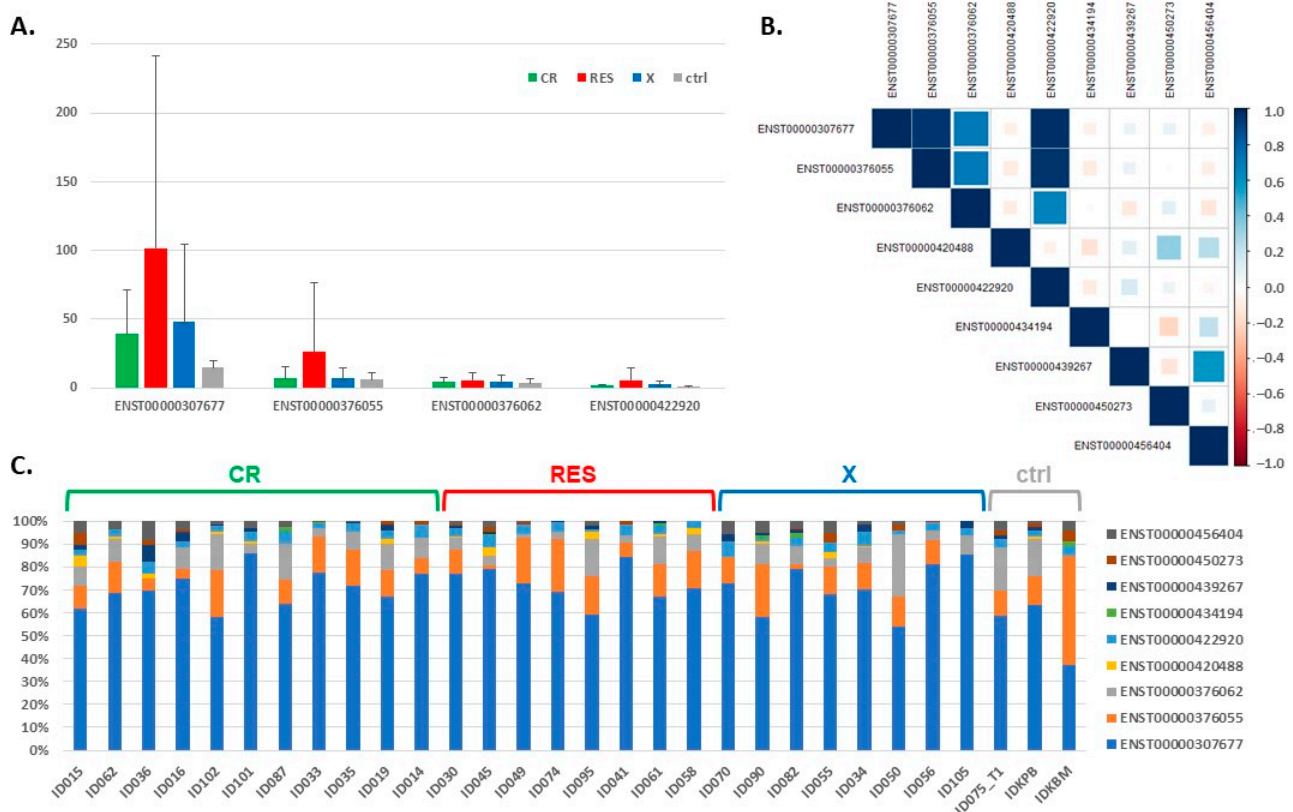 A.
250
200
150
100
50
0
CR RES X ctrl
ENST00000307677 ENST00000376055 ENST00000376062 ENST00000422920
B.
ENST00000307677
ENST00000376055
ENST00000376062
ENST00000420488
ENST00000422920
ENST00000434194
ENST00000439267
ENST00000450273
ENST00000456404
ENST00000307677
ENST00000376055
ENST00000376062
ENST00000420488
ENST00000422920
ENST00000434194
ENST00000439267
ENST00000450273
ENST00000456404
1.0
0.8
0.6
0.4
0.2
0.0
−0.2
−0.4
−0.6
−0.8
−1.0
C.
CR RES X ctrl
100%
90%
80%
70%
60%
50%
40%
30%
20%
10%
0%
ID015 ID062 ID036 ID016 ID102 ID101 ID087 ID033 ID035 ID019 ID014 ID030 ID045 ID049 ID074 ID095 ID041 ID061 ID058 ID070 ID090 ID082 ID055 ID034 ID050 ID056 ID105 ID075_T1 IDKPB IDKBM
ENST00000456404
ENST00000450273
ENST00000439267
ENST00000434194
ENST00000422920
ENST00000420488
ENST00000376062
ENST00000376055
ENST00000307677